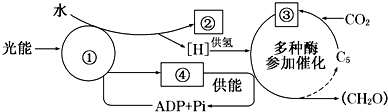 水
光能
①
②
[H] 供氢
③
CO₂
多种酶
参加催化
C₅
④
供能
ADP+Pi
(CH₂O)